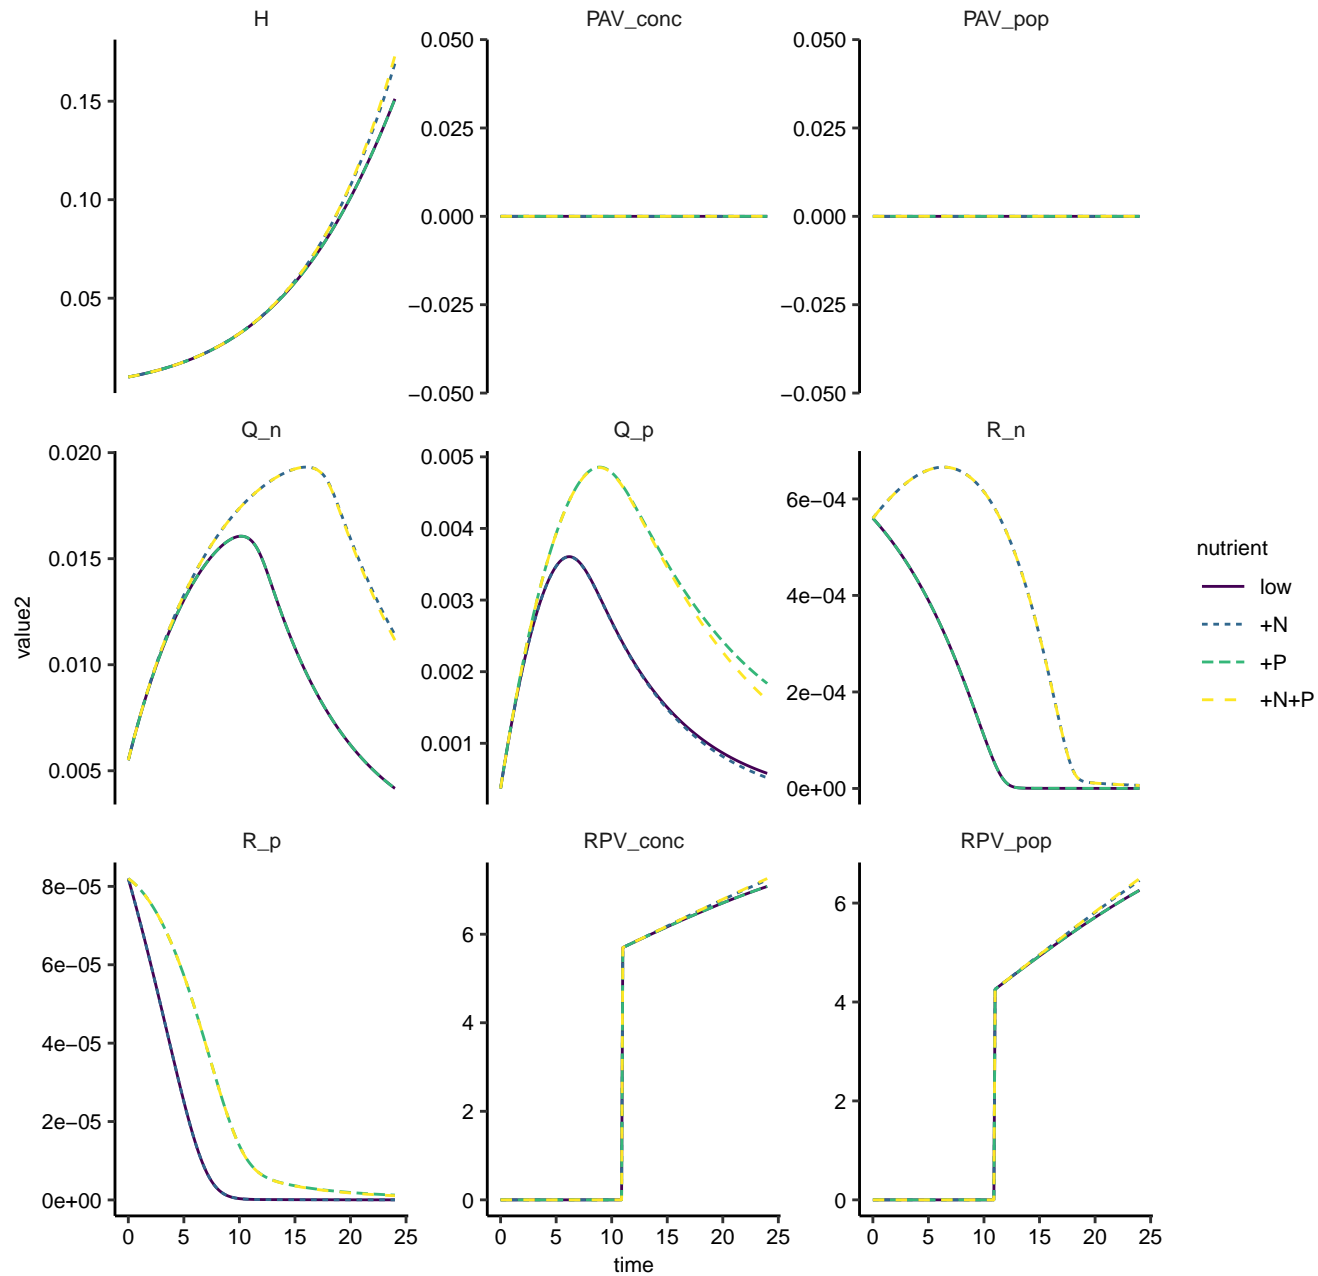 H
PAV_conc
PAV_pop
0.15
0.10
0.05
0.050
0.025
0.000
−0.025
−0.050
0.050
0.025
0.000
−0.025
−0.050
Q_n
Q_p
R_n
0.020
0.015
0.010
0.005
0.005
0.004
0.003
0.002
0.001
6e−04
4e−04
2e−04
0e+00
R_p
RPV_conc
RPV_pop
8e−05
6e−05
4e−05
2e−05
0e+00
6
4
2
0
6
4
2
0
0 5 10 15 20 25
0 5 10 15 20 25
0 5 10 15 20 25
time
value2
nutrient
low
+N
+P
+N+P